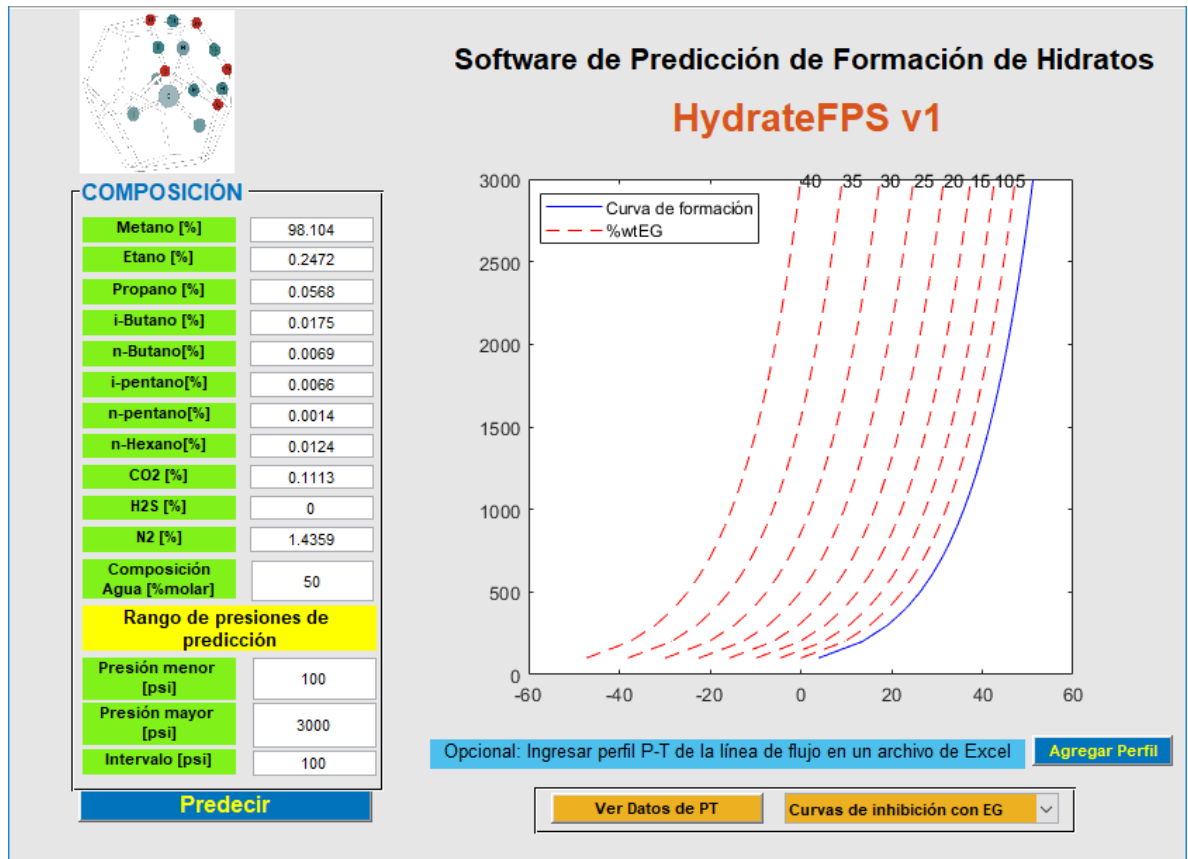 Software de Predicción de Formación de Hidratos
HydrateFPS v1
COMPOSICIÓN
Metano [%]
98.104
Etano [%]
0.2472
Propano [%]
0.0568
i-Butano [%]
0.0175
n-Butano[%]
0.0069
i-pentano[%]
0.0066
n-pentano[%]
0.0014
n-Hexano[%]
0.0124
CO2 [%]
0.1113
H2S [%]
0
N2 [%]
1.4359
Composición
Agua [%molar]
50
Rango de presiones de
predicción
Presión menor
[psi]
100
Presión mayor
[psi]
3000
Intervalo [psi]
100
Predecir
40 35 30 25 20 15 10 5
Curva de formación
%wtEG
3000
2500
2000
1500
1000
500
0
-60 -40 -20 0 20 40 60
Opcional: Ingresar perfil P-T de la línea de flujo en un archivo de Excel
Agregar Perfil
Ver Datos de PT
Curvas de inhibición con EG